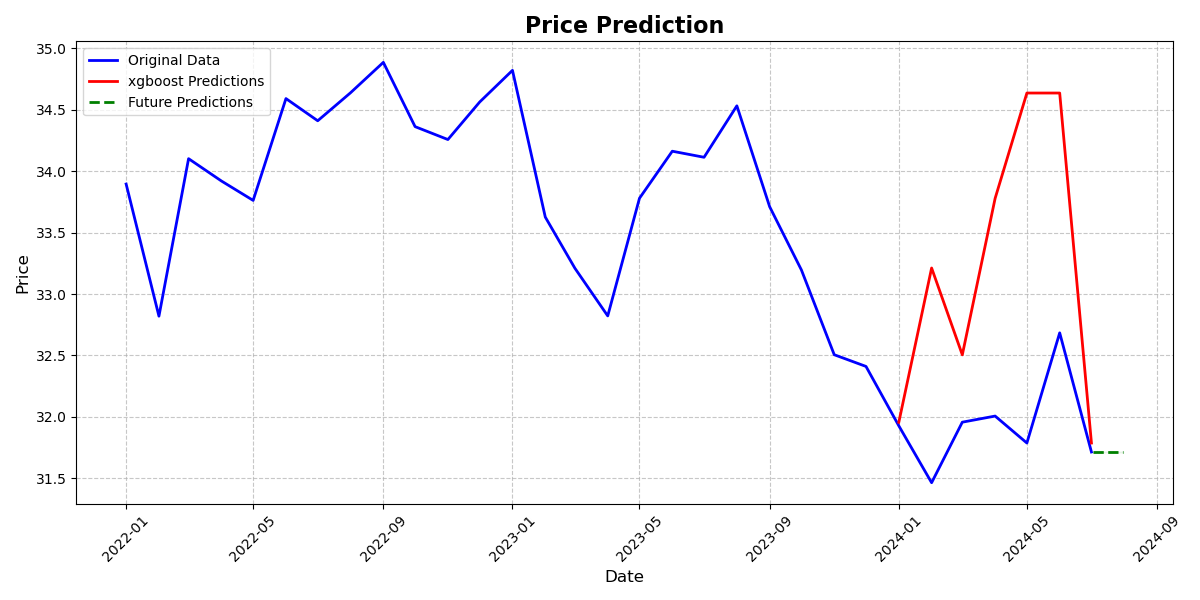 Price Prediction
Original Data
xgboost Predictions
Future Predictions
35.0
34.5
34.0
33.5
33.0
32.5
32.0
31.5
Price
2022-01
2022-05
2022-09
2023-01
2023-05
2023-09
2024-01
2024-05
2024-09
Date